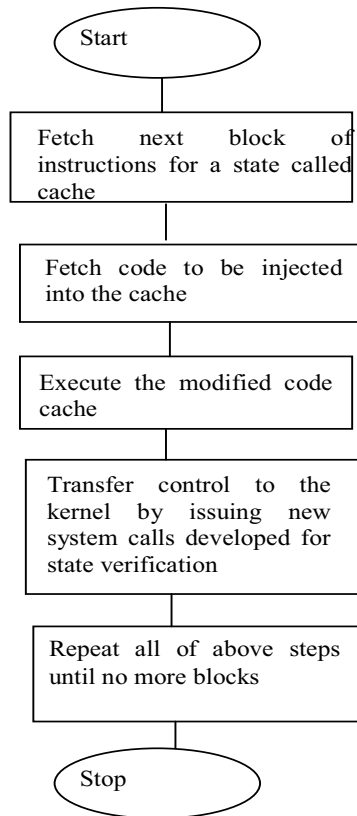 Start
Fetch next block of
instructions for a state called
cache
Fetch code to be injected
into the cache
Execute the modified code
cache
Transfer control to the
kernel by issuing new
system calls developed for
state verification
Repeat all of above steps
until no more blocks
Stop